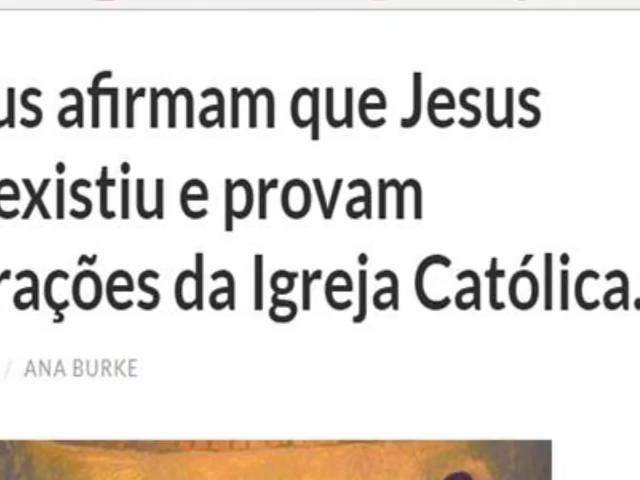 us afirmam que Jesus
existiu e provam
rações da Igreja Católica.
/ ANA BURKE